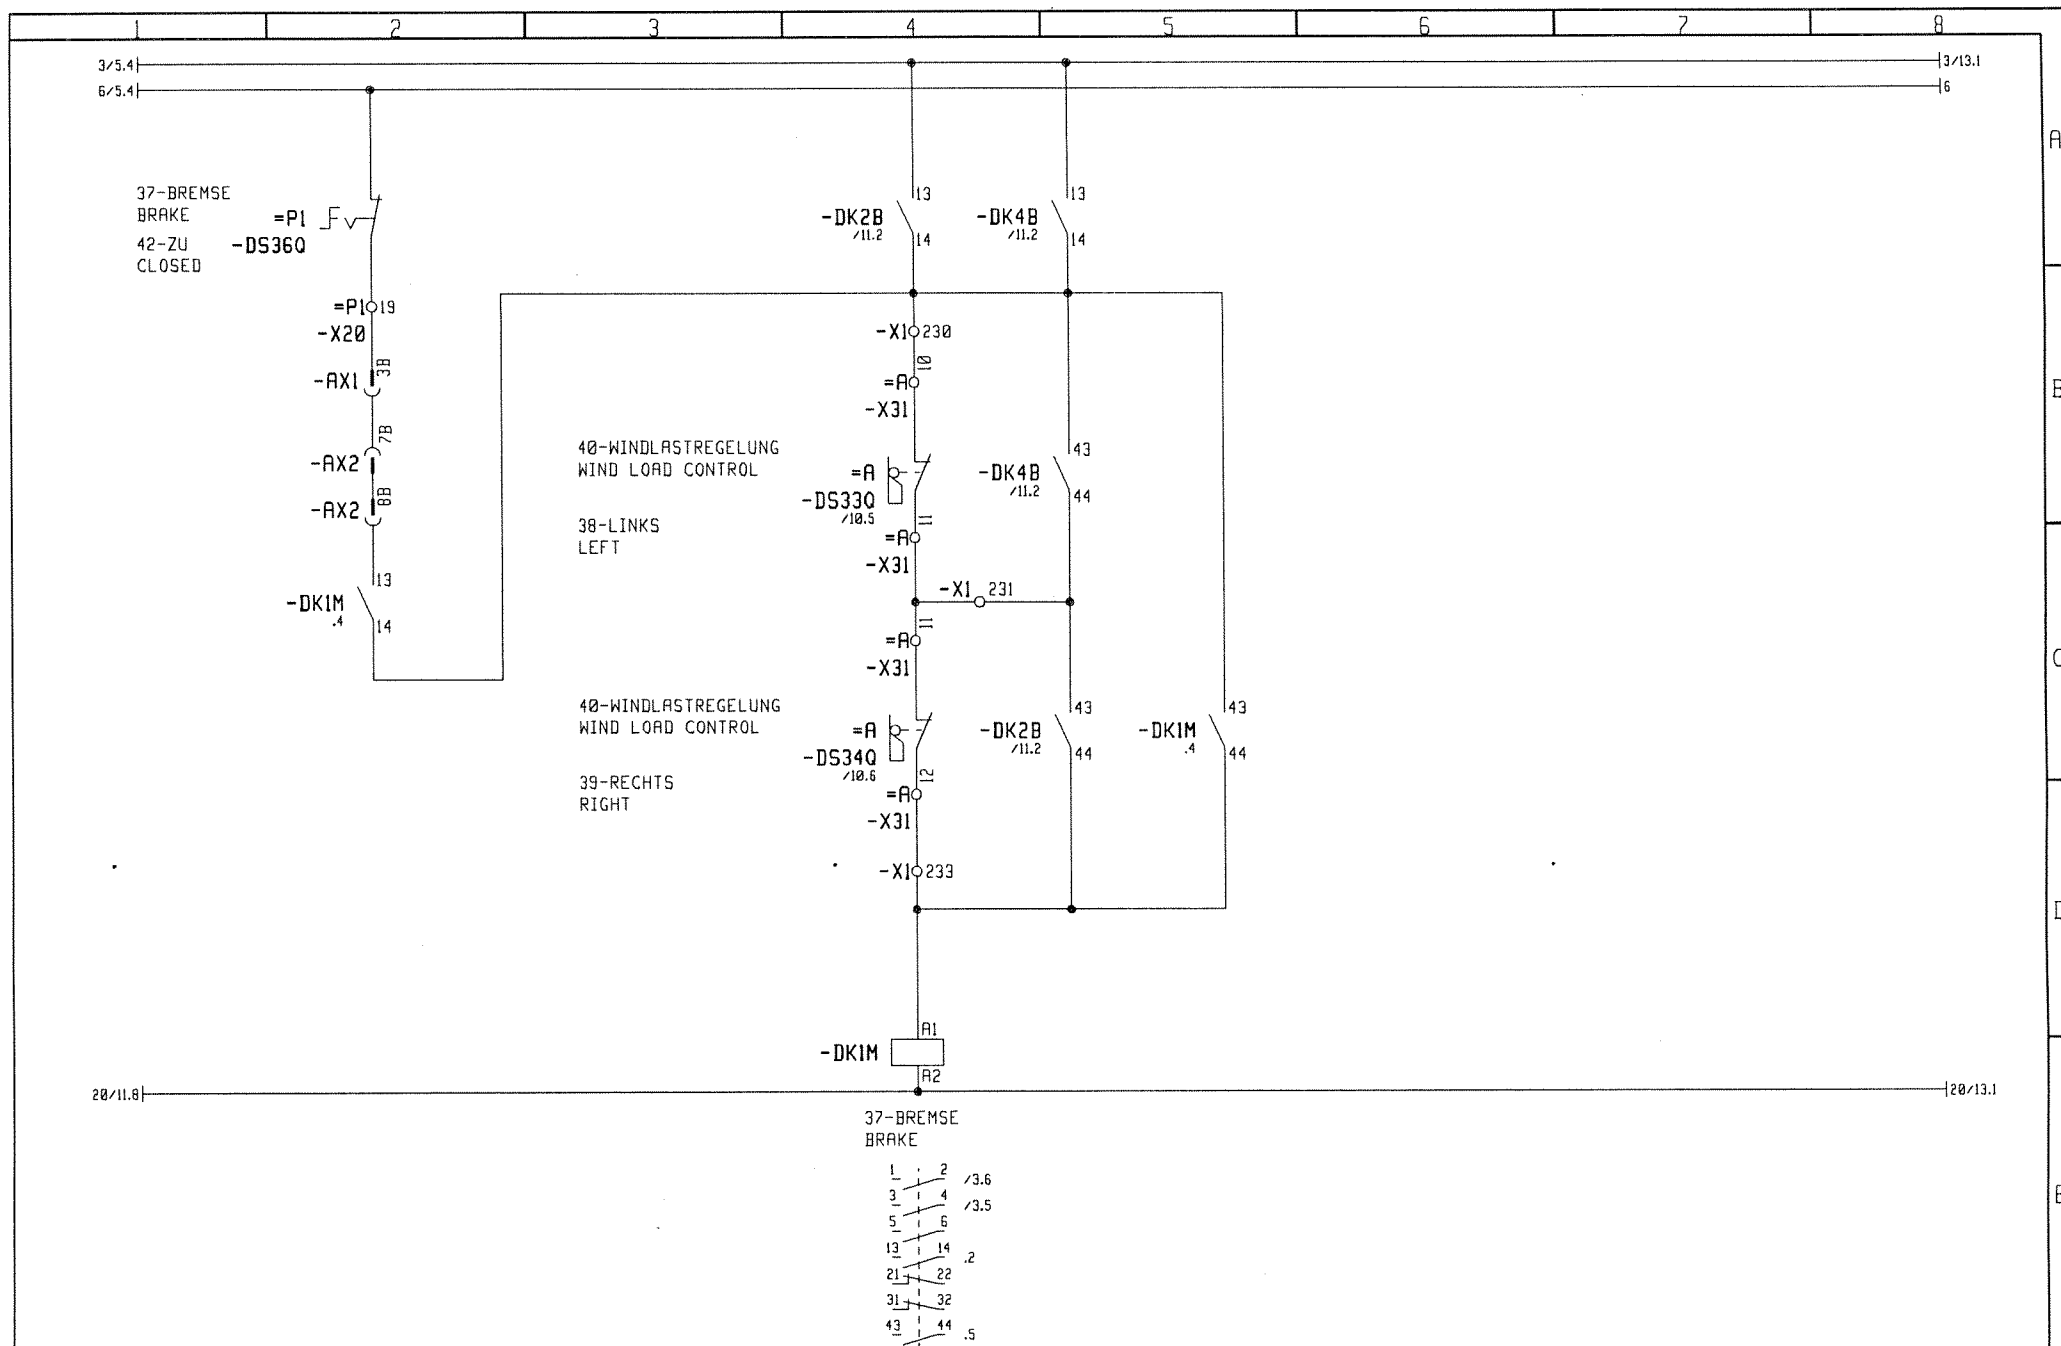 1 2 3 4 5 6 7 8
3/5.4 3/13.1
6/5.4 6
A
37-BREMSE
BRAKE
42-ZU
CLOSED
=P1
-DS36Q
13
-DK2B
/11.2
14
13
-DK4B
/11.2
14
=P1 19
-X20
-X1 230
3B
-AX1
10
=A
-X31
B
7B
-AX2
8B
-AX2
40-WINDLASTREGELUNG
WIND LOAD CONTROL
38-LINKS
LEFT
=A
-DS33Q
/10.5
43
-DK4B
/11.2
44
11
=A
-X31
13
-DK1M
.4
14
-X1 231
11
=A
-X31
C
40-WINDLASTREGELUNG
WIND LOAD CONTROL
39-RECHTS
RIGHT
=A
-DS34Q
/10.6
43
-DK2B
/11.2
44
43
-DK1M
.4
44
12
=A
-X31
-X1 233
D
A1
-DK1M
A2
20/11.8 20/13.1
37-BREMSE
BRAKE
1 2 /3.6
3 4 /3.5
5 6
13 14 .2
21 22
31 32
43 44 .5
E